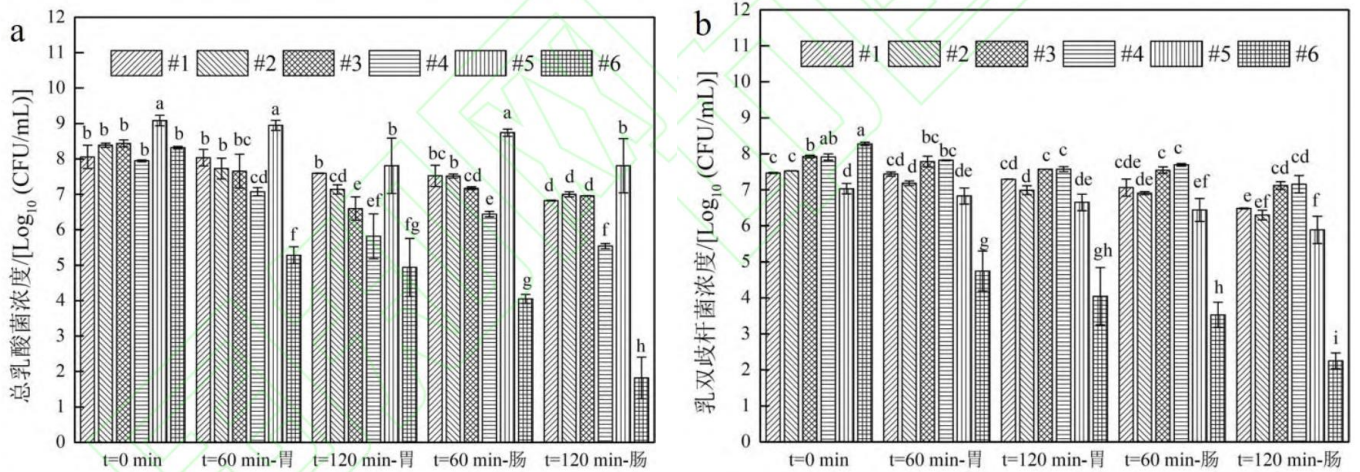 a
12
11
10
9
8
7
6
5
4
3
2
1
0
总乳酸菌浓度/[Log10 (CFU/mL)]
#1 #2 #3 #4 #5 #6
b b b b a b
b bc bc d a f
b cd e ef b fg
b b cd e a g
d d d f b h
t=0 min t=60 min-胃 t=120 min-胃 t=60 min-肠 t=120 min-肠
b
12
11
10
9
8
7
6
5
4
3
2
1
0
乳双歧杆菌浓度/[Log10 (CFU/mL)]
#1 #2 #3 #4 #5 #6
c c b ab d a
cd d bc bc de g
cd d c c de gh
cde de c c ef h
ef ef cd cd f i
t=0 min t=60 min-胃 t=120 min-胃 t=60 min-肠 t=120 min-肠